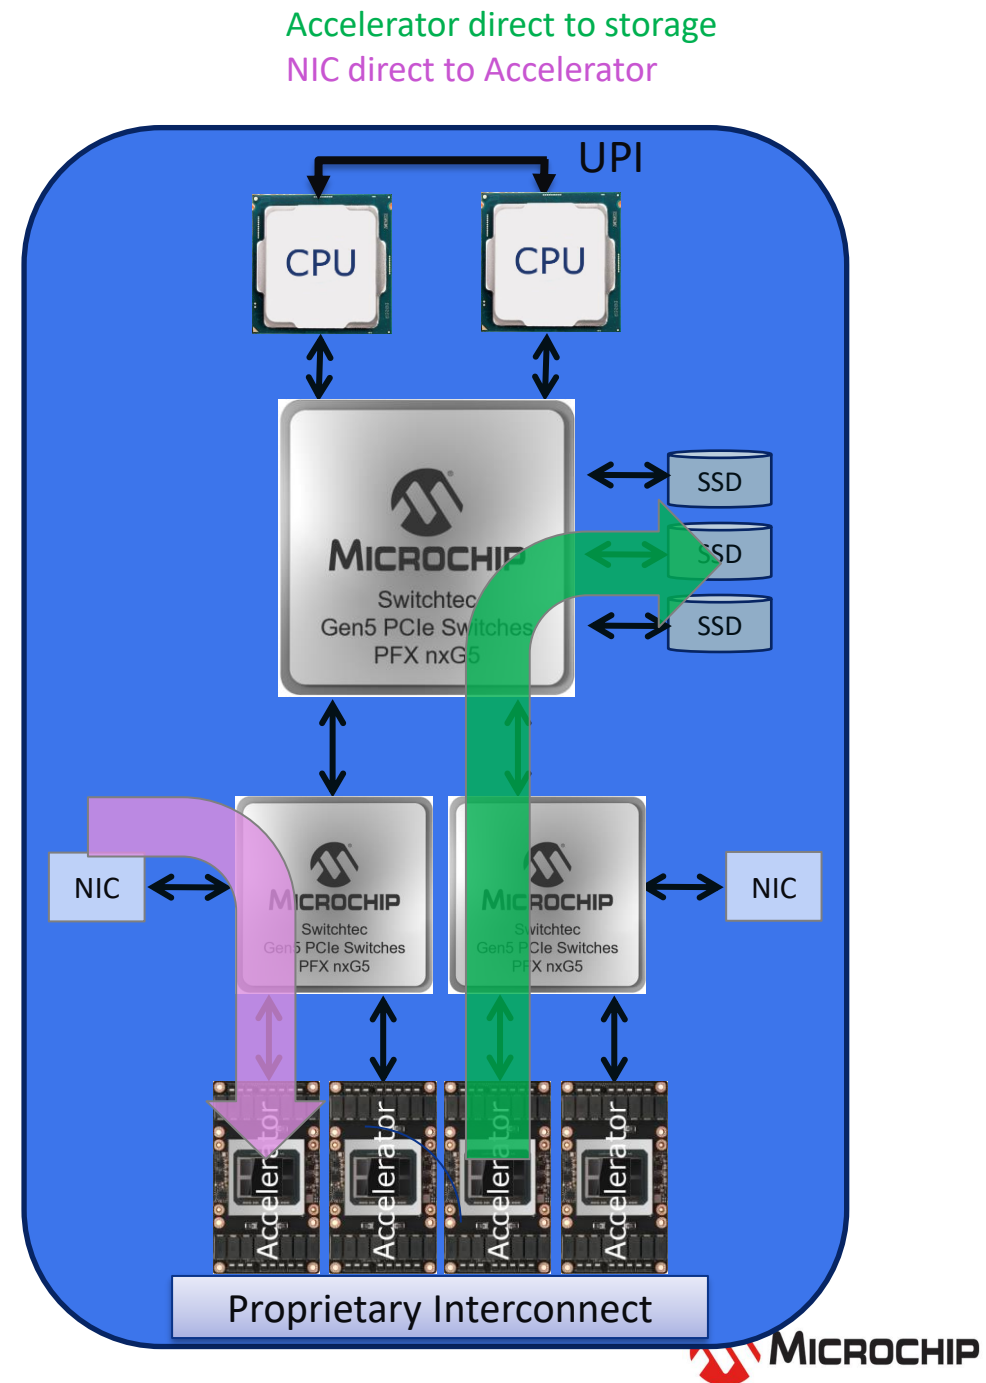 Accelerator direct to storage
NIC direct to Accelerator
UPI
CPU
CPU
MICROCHIP
Switchtec
Gen5 PCIe Switches
PFX nxG5
SSD
SSD
SSD
NIC
MICROCHIP
Switchtec
Gen5 PCIe Switches
PFX nxG5
MICROCHIP
Switchtec
Gen5 PCIe Switches
PFX nxG5
NIC
Accelerator
Accelerator
Accelerator
Accelerator
Proprietary Interconnect
MICROCHIP